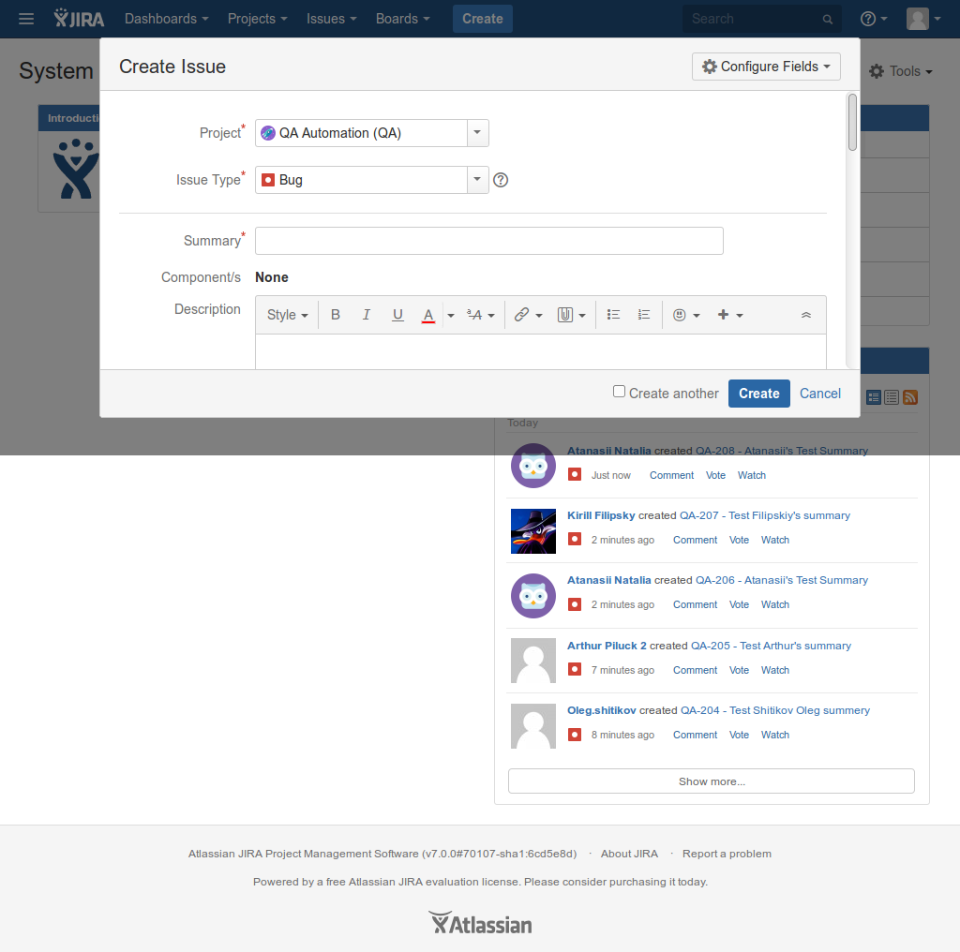 JIRA Dashboards Projects Issues Boards Create Search
System
Tools
Create Issue
Configure Fields
Introducti
Project*
QA Automation (QA)
Issue Type*
Bug
Summary*
Component/s
None
Description
Style B I U A ªA
Create another
Create
Cancel
Today
Atanasii Natalia created QA-208 - Atanasii's Test Summary
Just now Comment Vote Watch
Kirill Filipsky created QA-207 - Test Filipskiy's summary
2 minutes ago Comment Vote Watch
Atanasii Natalia created QA-206 - Atanasii's Test Summary
2 minutes ago Comment Vote Watch
Arthur Piluck 2 created QA-205 - Test Arthur's summary
7 minutes ago Comment Vote Watch
Oleg.shitikov created QA-204 - Test Shitikov Oleg summery
8 minutes ago Comment Vote Watch
Show more...
Atlassian JIRA Project Management Software (v7.0.0#70107-sha1:6cd5e8d) · About JIRA · Report a problem
Powered by a free Atlassian JIRA evaluation license. Please consider purchasing it today.
Atlassian